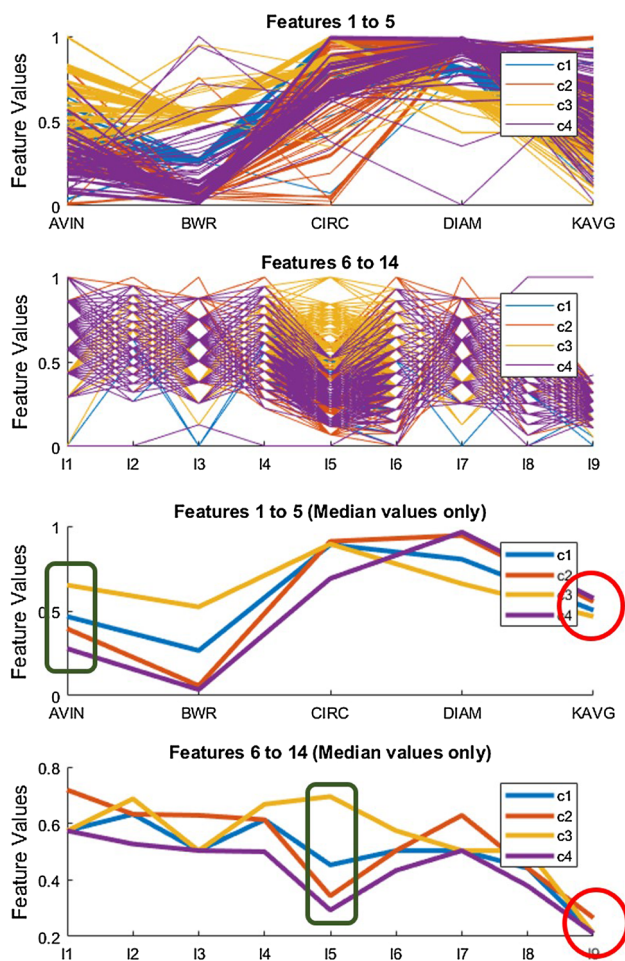 Features 1 to 5
Feature Values
1
0.5
0
AVIN BWR CIRC DIAM KAVG
c1
c2
c3
c4
Features 6 to 14
Feature Values
1
0.5
0
I1 I2 I3 I4 I5 I6 I7 I8 I9
c1
c2
c3
c4
Features 1 to 5 (Median values only)
Feature Values
1
0.5
0
AVIN BWR CIRC DIAM KAVG
c1
c2
c3
c4
Features 6 to 14 (Median values only)
Feature Values
0.8
0.6
0.4
0.2
I1 I2 I3 I4 I5 I6 I7 I8 I9
c1
c2
c3
c4